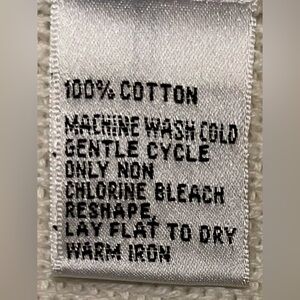 100% COTTON
MACHINE WASH COLD
GENTLE CYCLE
ONLY NON
CHLORINE BLEACH
RESHAPE,
LAY FLAT TO DRY
WARM IRON